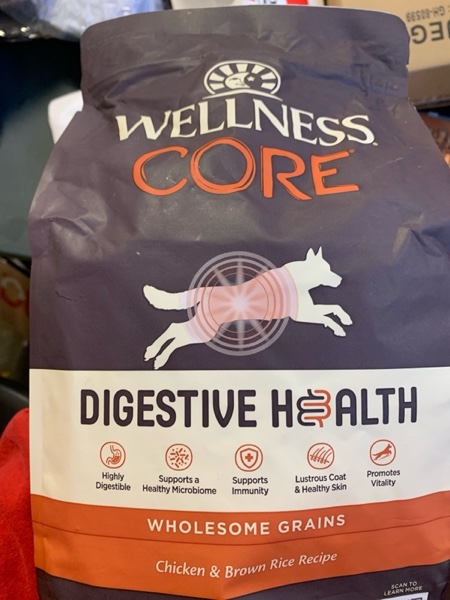 WELLNESS
CORE
DIGESTIVE HEALTH
Highly
Digestible
Supports a
Healthy Microbiome
Supports
Immunity
Lustrous Coat
& Healthy Skin
Promotes
Vitality
WHOLESOME GRAINS
Chicken & Brown Rice Recipe
SCAN TO
LEARN MORE